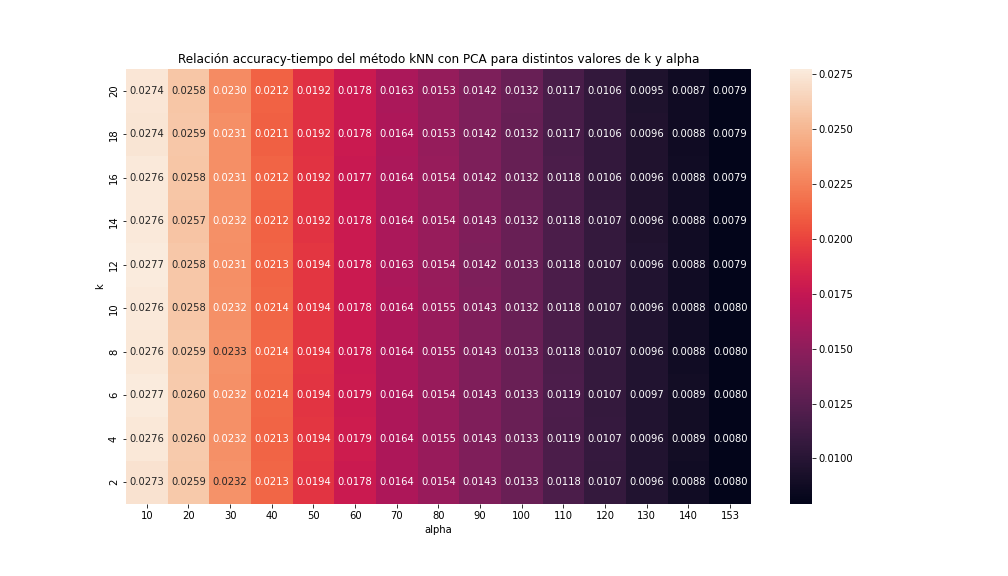 Relación accuracy-tiempo del método kNN con PCA para distintos valores de k y alpha
20 0.0274 0.0258 0.0230 0.0212 0.0192 0.0178 0.0163 0.0153 0.0142 0.0132 0.0117 0.0106 0.0095 0.0087 0.0079
18 0.0274 0.0259 0.0231 0.0211 0.0192 0.0178 0.0164 0.0153 0.0142 0.0132 0.0117 0.0106 0.0096 0.0088 0.0079
16 0.0276 0.0258 0.0231 0.0212 0.0192 0.0177 0.0164 0.0154 0.0142 0.0132 0.0118 0.0106 0.0096 0.0088 0.0079
14 0.0276 0.0257 0.0232 0.0212 0.0192 0.0178 0.0164 0.0154 0.0143 0.0132 0.0118 0.0107 0.0096 0.0088 0.0079
12 0.0277 0.0258 0.0231 0.0213 0.0194 0.0178 0.0163 0.0154 0.0142 0.0133 0.0118 0.0107 0.0096 0.0088 0.0079
k
10 0.0276 0.0258 0.0232 0.0214 0.0194 0.0178 0.0164 0.0155 0.0143 0.0132 0.0118 0.0107 0.0096 0.0088 0.0080
8 0.0276 0.0259 0.0233 0.0214 0.0194 0.0178 0.0164 0.0155 0.0143 0.0133 0.0118 0.0107 0.0096 0.0088 0.0080
6 0.0277 0.0260 0.0232 0.0214 0.0194 0.0179 0.0164 0.0155 0.0143 0.0133 0.0119 0.0107 0.0097 0.0089 0.0080
4 0.0276 0.0260 0.0232 0.0213 0.0194 0.0179 0.0164 0.0155 0.0143 0.0133 0.0119 0.0107 0.0096 0.0089 0.0080
2 0.0273 0.0259 0.0232 0.0213 0.0194 0.0178 0.0164 0.0154 0.0143 0.0133 0.0118 0.0107 0.0096 0.0088 0.0080
10 20 30 40 50 60 70 80 90 100 110 120 130 140 153
alpha
0.0275
0.0250
0.0225
0.0200
0.0175
0.0150
0.0125
0.0100